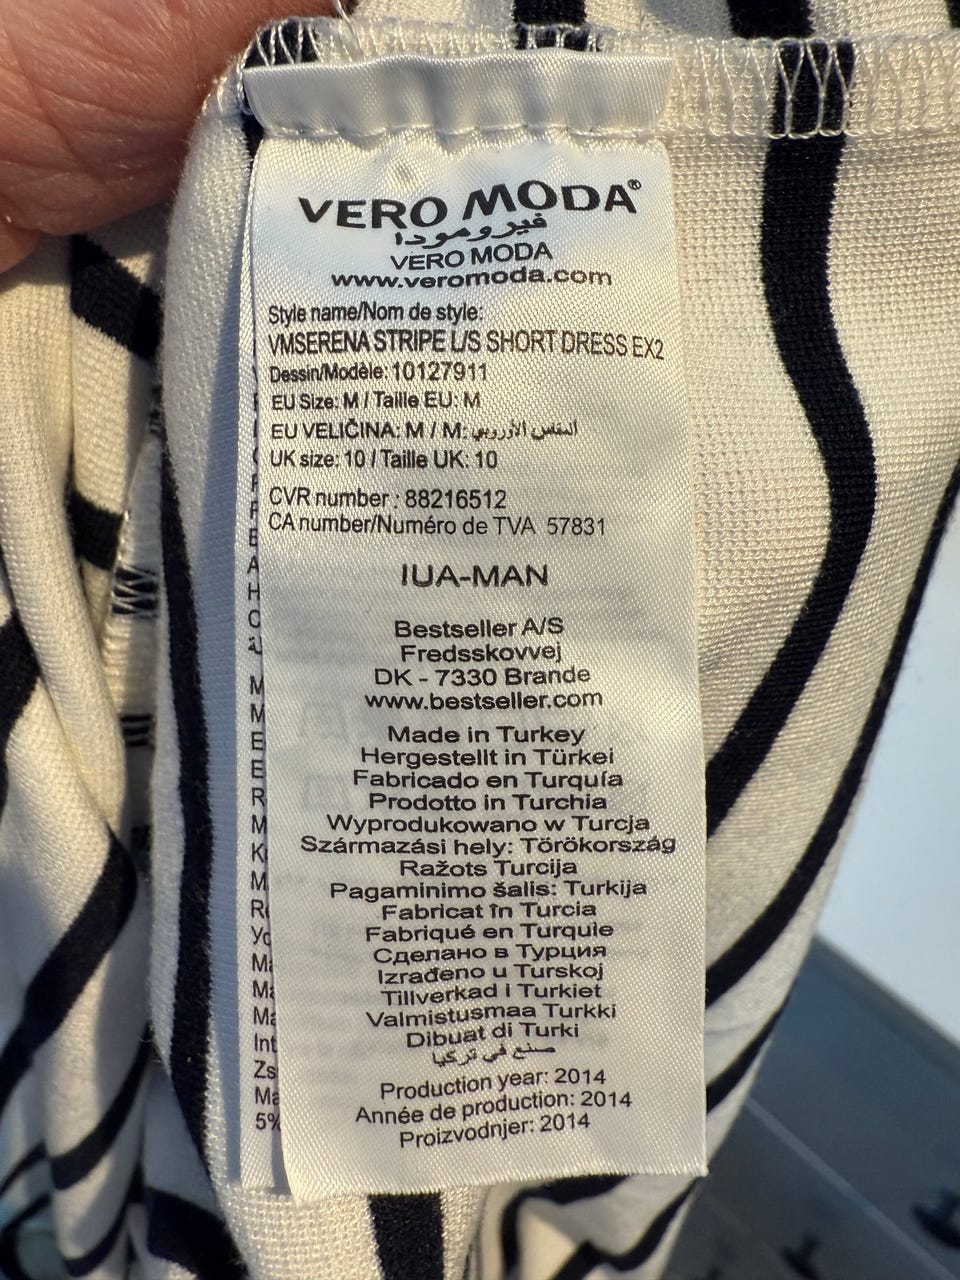 VERO MODA®
فيرومودا
VERO MODA
www.veromoda.com
Style name/Nom de style:
VMSERENA STRIPE L/S SHORT DRESS EX2
Dessin/Modèle: 10127911
EU Size: M / Taille EU: M
EU VELIČINA: M / M: المقاس الأوروبي
UK size: 10 / Taille UK: 10
CVR number : 88216512
CA number/Numéro de TVA 57831
IUA-MAN
Bestseller A/S
Fredsskovvej
DK - 7330 Brande
www.bestseller.com
Made in Turkey
Hergestellt in Türkei
Fabricado en Turquía
Prodotto in Turchia
Wyprodukowano w Turcja
Származási hely: Törökország
Ražots Turcija
Pagaminimo šalis: Turkija
Fabricat în Turcia
Fabriqué en Turquie
Сделано в Турция
Izrađeno u Turskoj
Tillverkad i Turkiet
Valmistusmaa Turkki
Dibuat di Turki
صنع في تركيا
Production year: 2014
Année de production: 2014
Proizvodnjer: 2014
5%